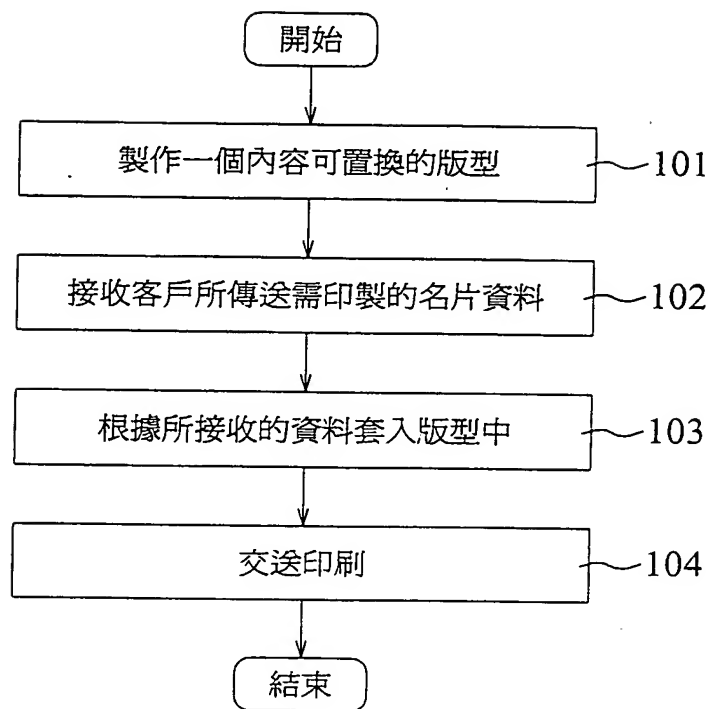 開始
製作一個內容可置換的版型
101
接收客戶所傳送需印製的名片資料
102
根據所接收的資料套入版型中
103
交送印刷
104
結束